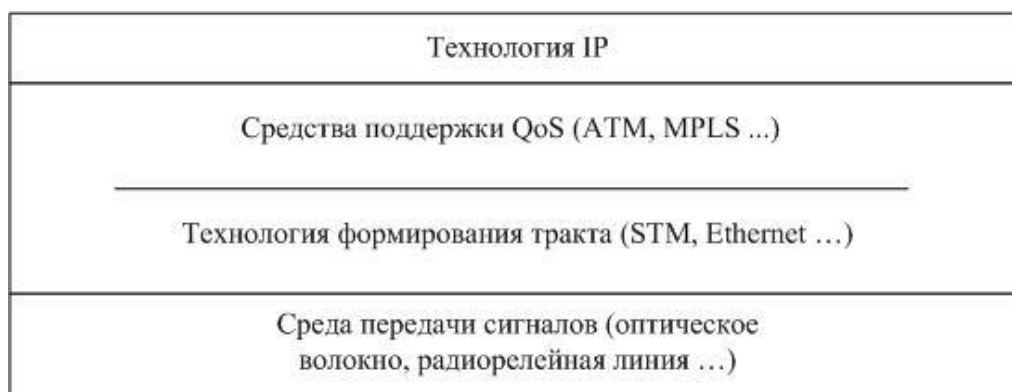 Технология IP
Средства поддержки QoS (ATM, MPLS ...)
Технология формирования тракта (STM, Ethernet …)
Среда передачи сигналов (оптическое
волокно, радиорелейная линия …)